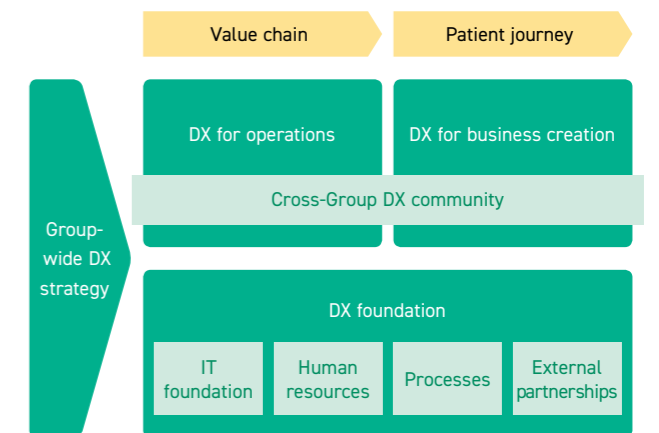 Value chain
Patient journey
DX for operations
DX for business creation
Cross-Group DX community
Group-
wide DX
strategy
DX foundation
IT
foundation
Human
resources
Processes
External
partnerships